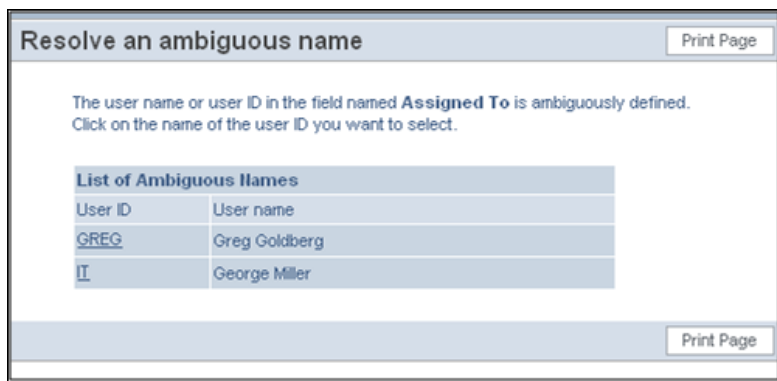 Resolve an ambiguous name
Print Page
The user name or user ID in the field named Assigned To is ambiguously defined.
Click on the name of the user ID you want to select.
List of Ambiguous Names
User ID User name
GREG Greg Goldberg
IT George Miller
Print Page